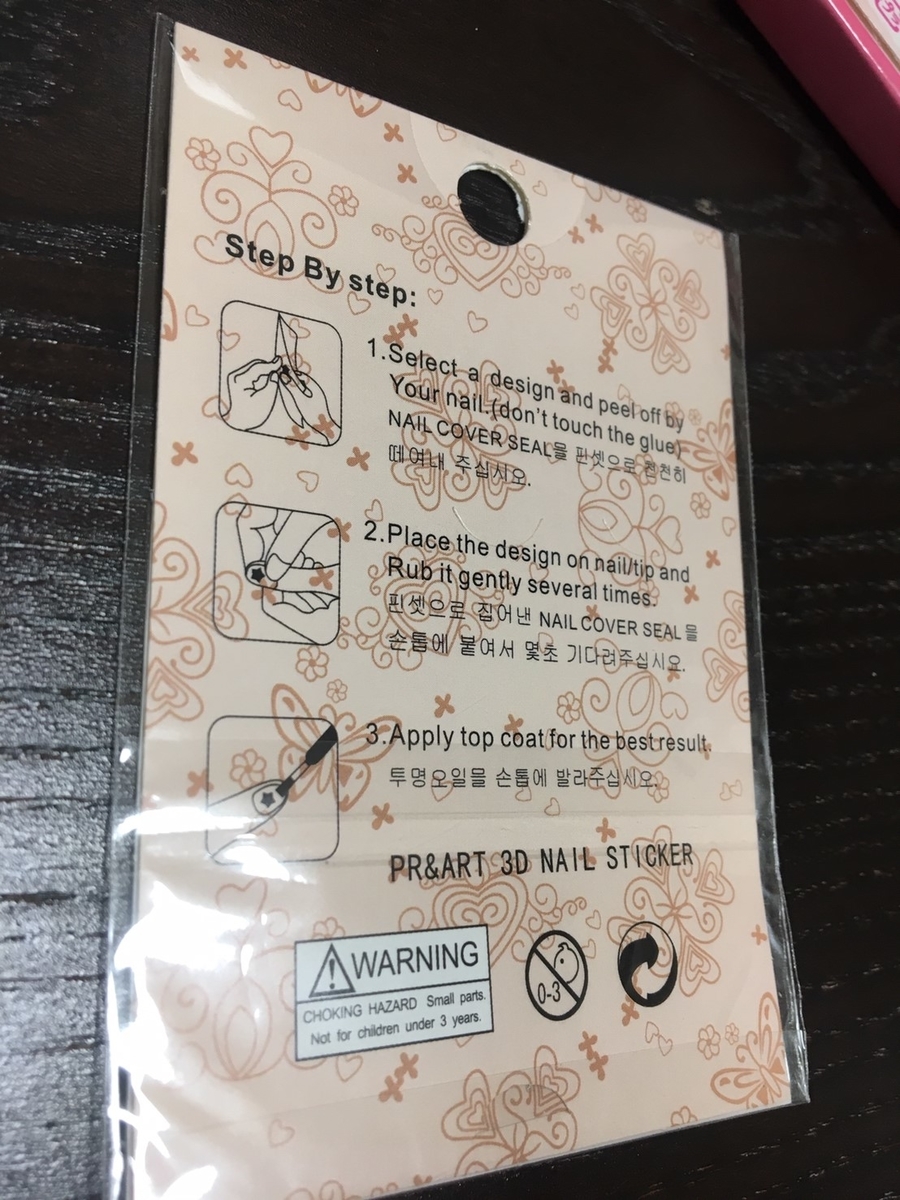 Step By step:
1.Select a design and peel off by
Your nail.(don't touch the glue)
NAIL COVER SEAL을 핀셋으로 천천히
떼여내 주십시오.
2.Place the design on nail/tip and
Rub it gently several times.
핀셋으로 집어낸 NAIL COVER SEAL을
손톱에 붙여서 몇초 기다려주십시오.
3.Apply top coat for the best result.
투명오일을 손톱에 발라주십시오.
PR&ART 3D NAIL STICKER
WARNING
CHOKING HAZARD Small parts.
Not for children under 3 years.
0-3